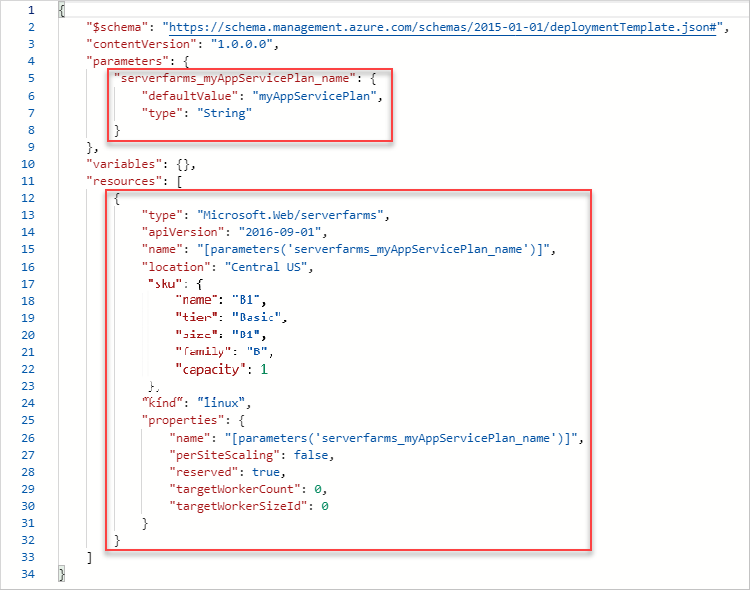 1 {
2 "$schema": "https://schema.management.azure.com/schemas/2015-01-01/deploymentTemplate.json#",
3 "contentVersion": "1.0.0.0",
4 "parameters": {
5 "serverfarms_myAppServicePlan_name": {
6 "defaultValue": "myAppServicePlan",
7 "type": "String"
8 }
9 },
10 "variables": {},
11 "resources": [
12 {
13 "type": "Microsoft.Web/serverfarms",
14 "apiVersion": "2016-09-01",
15 "name": "[parameters('serverfarms_myAppServicePlan_name')]",
16 "location": "Central US",
17 "sku": {
18 "name": "B1",
19 "tier": "Basic",
20 "size": "B1",
21 "family": "B",
22 "capacity": 1
23 },
24 "kind": "linux",
25 "properties": {
26 "name": "[parameters('serverfarms_myAppServicePlan_name')]",
27 "perSiteScaling": false,
28 "reserved": true,
29 "targetWorkerCount": 0,
30 "targetWorkerSizeId": 0
31 }
32 }
33 ]
34 }